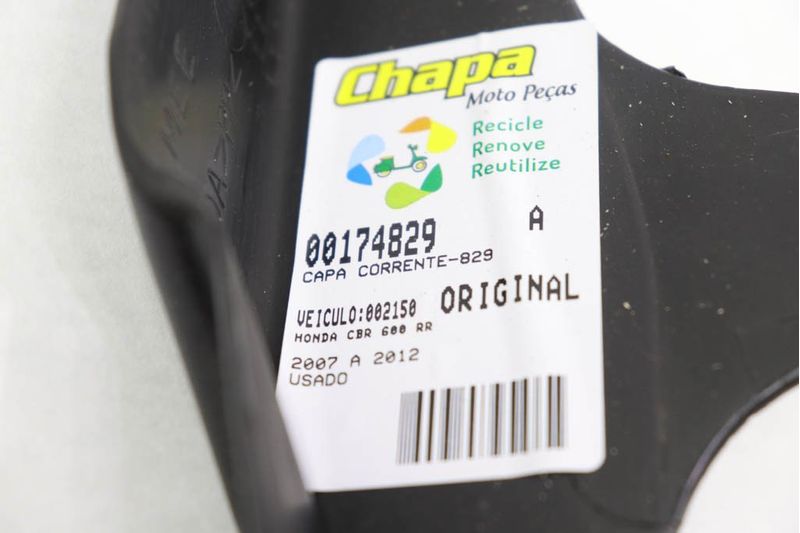 Chapa
Moto Peças
Recicle
Renove
Reutilize
00174829 A
CAPA CORRENTE-829
VEICULO:002150 ORIGINAL
HONDA CBR 600 RR
2007 A 2012
USADO